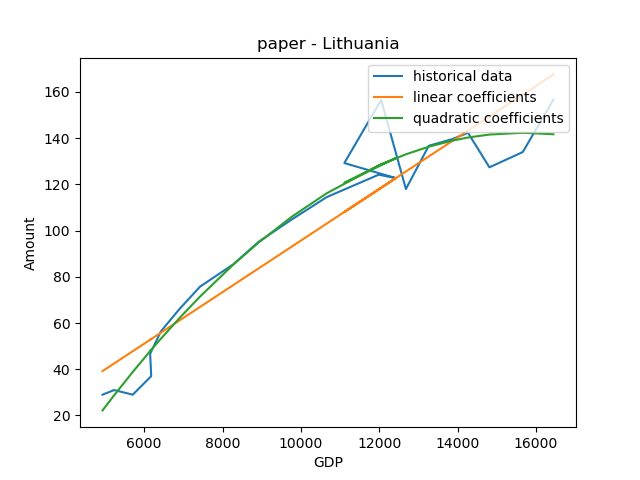 paper - Lithuania
historical data
linear coefficients
quadratic coefficients
160
140
120
100
80
60
40
20
Amount
6000
8000
10000
12000
14000
16000
GDP